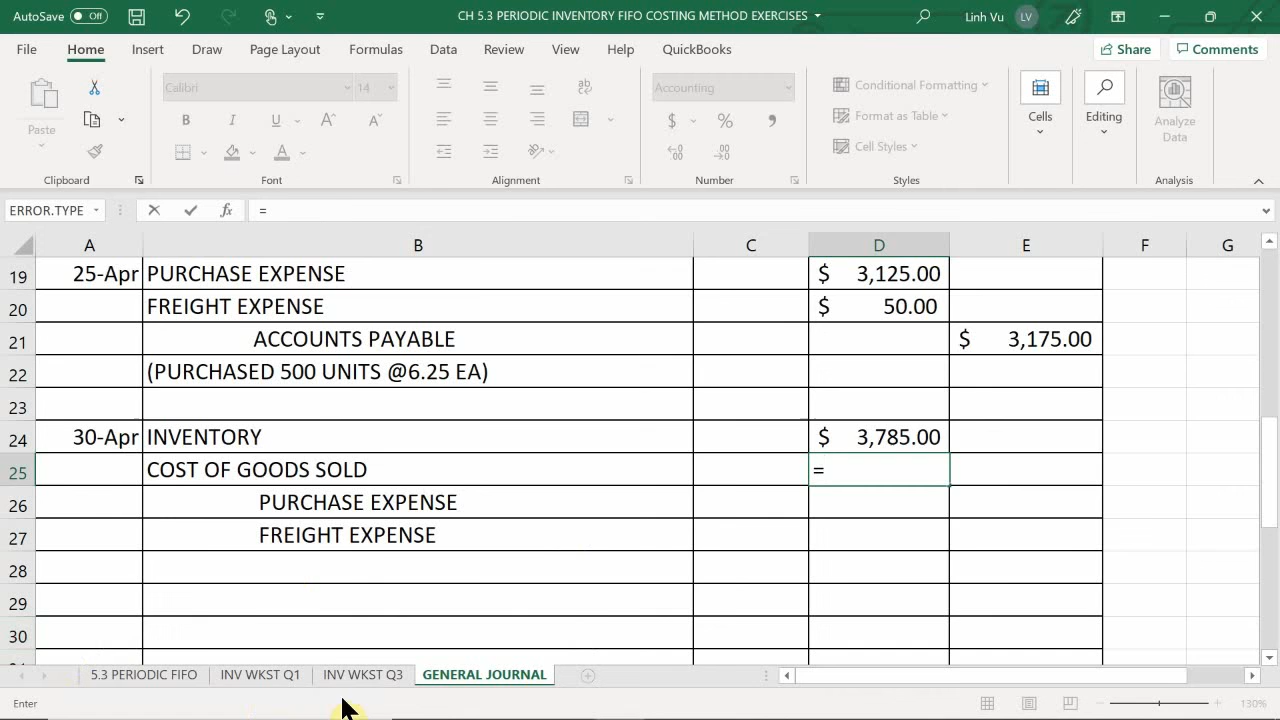 AutoSave Off CH 5.3 PERIODIC INVENTORY FIFO COSTING METHOD EXERCISES Linh Vu LV
File Home Insert Draw Page Layout Formulas Data Review View Help QuickBooks Share Comments
Calibri 14 Accounting Conditional Formatting
Paste B I U A A $ % , Format as Table Cells Editing Analyze Data
Cell Styles
Clipboard Font Alignment Number Styles Analysis
ERROR.TYPE fx =
A B C D E F G
19 25-Apr PURCHASE EXPENSE $ 3,125.00
20 FREIGHT EXPENSE $ 50.00
21 ACCOUNTS PAYABLE $ 3,175.00
22 (PURCHASED 500 UNITS @6.25 EA)
23
24 30-Apr INVENTORY $ 3,785.00
25 COST OF GOODS SOLD =
26 PURCHASE EXPENSE
27 FREIGHT EXPENSE
28
29
30
5.3 PERIODIC FIFO INV WKST Q1 INV WKST Q3 GENERAL JOURNAL
Enter 130%